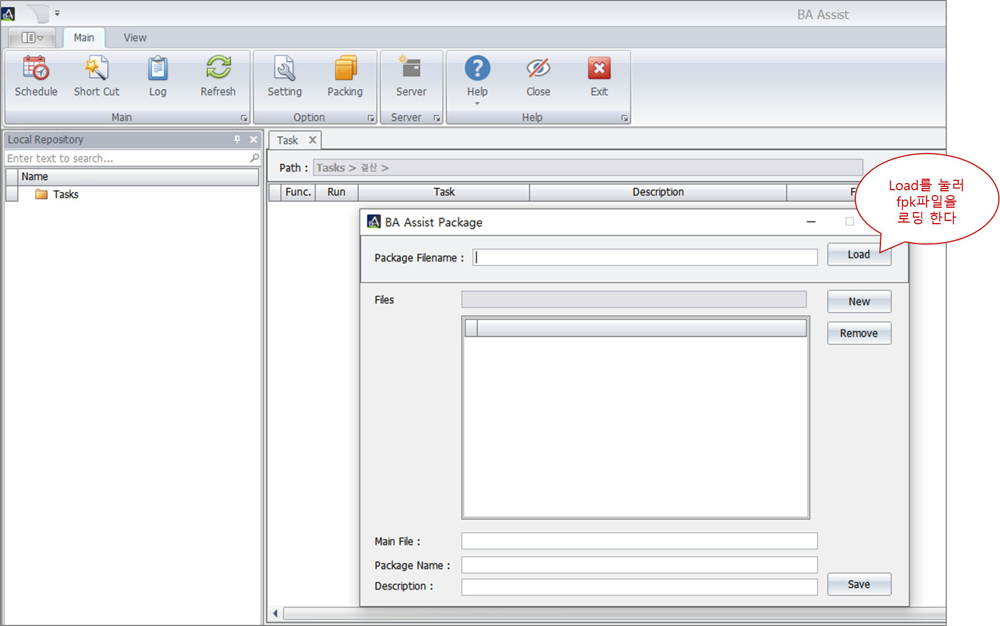 BA Assist
Main
View
Schedule
Short Cut
Log
Refresh
Setting
Packing
Server
Help
Close
Exit
Main
Option
Server
Help
Local Repository
Enter text to search...
Name
Tasks
Task
Path :
Tasks > 결산 >
Func.
Run
Task
Description
F
Load를 눌러
fpk파일을
로딩 한다
BA Assist Package
Package Filename :
Load
Files
New
Remove
Main File :
Package Name :
Description :
Save